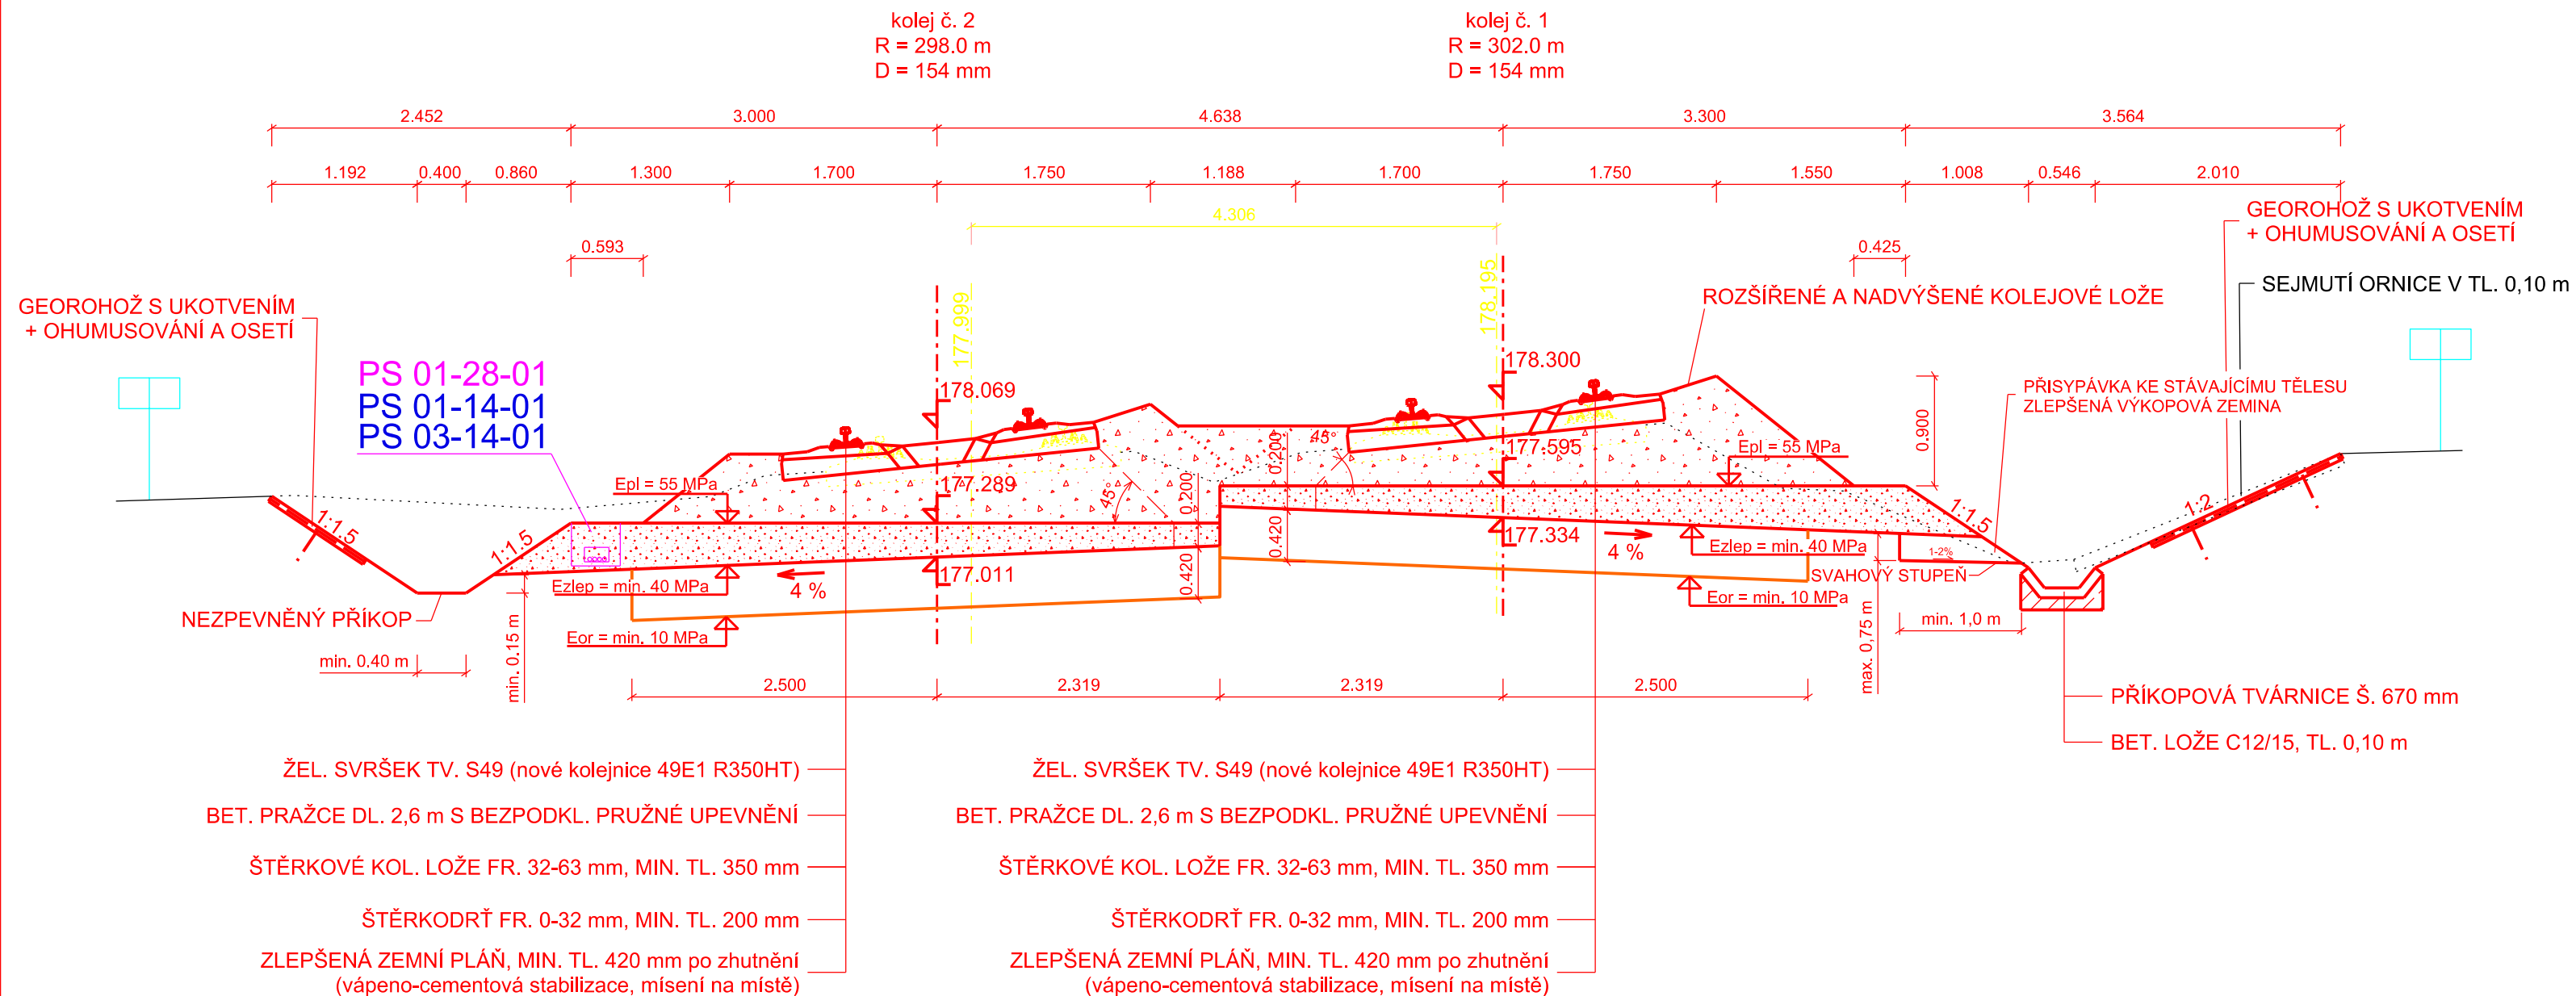 kolej č. 2
R = 298.0 m
D = 154 mm
kolej č. 1
R = 302.0 m
D = 154 mm
2.452
3.000
4.638
3.300
3.564
1.192
0.400
0.860
1.300
1.700
1.750
1.188
1.700
1.750
1.550
1.008
0.546
2.010
4.306
0.593
0.425
GEOROHOŽ S UKOTVENÍM
+ OHUMUSOVÁNÍ A OSETÍ
SEJMUTÍ ORNICE V TL. 0,10 m
GEOROHOŽ S UKOTVENÍM
+ OHUMUSOVÁNÍ A OSETÍ
ROZŠÍŘENÉ A NADVÝŠENÉ KOLEJOVÉ LOŽE
177.999
178.195
PS 01-28-01
PS 01-14-01
PS 03-14-01
178.069
178.300
PŘISYPÁVKA KE STÁVAJÍCÍMU TĚLESU
ZLEPŠENÁ VÝKOPOVÁ ZEMINA
0.900
45°
0.200
177.595
Epl = 55 MPa
Epl = 55 MPa
177.289
45°
0.200
1:1.5
1:1.5
1:1.5
1:2
0.420
177.334
4 %
Ezlep = min. 40 MPa
1-2%
SVAHOVÝ STUPEŇ
Ezlep = min. 40 MPa
4 %
177.011
0.420
Eor = min. 10 MPa
min. 1,0 m
NEZPEVNĚNÝ PŘÍKOP
Eor = min. 10 MPa
min. 0.40 m
min. 0.15 m
max. 0,75 m
2.500
2.319
2.319
2.500
PŘÍKOPOVÁ TVÁRNICE Š. 670 mm
BET. LOŽE C12/15, TL. 0,10 m
ŽEL. SVRŠEK TV. S49 (nové kolejnice 49E1 R350HT)
BET. PRAŽCE DL. 2,6 m S BEZPODKL. PRUŽNÉ UPEVNĚNÍ
ŠTĚRKOVÉ KOL. LOŽE FR. 32-63 mm, MIN. TL. 350 mm
ŠTĚRKODRŤ FR. 0-32 mm, MIN. TL. 200 mm
ZLEPŠENÁ ZEMNÍ PLÁŇ, MIN. TL. 420 mm po zhutnění
(vápeno-cementová stabilizace, mísení na místě)
ŽEL. SVRŠEK TV. S49 (nové kolejnice 49E1 R350HT)
BET. PRAŽCE DL. 2,6 m S BEZPODKL. PRUŽNÉ UPEVNĚNÍ
ŠTĚRKOVÉ KOL. LOŽE FR. 32-63 mm, MIN. TL. 350 mm
ŠTĚRKODRŤ FR. 0-32 mm, MIN. TL. 200 mm
ZLEPŠENÁ ZEMNÍ PLÁŇ, MIN. TL. 420 mm po zhutnění
(vápeno-cementová stabilizace, mísení na místě)